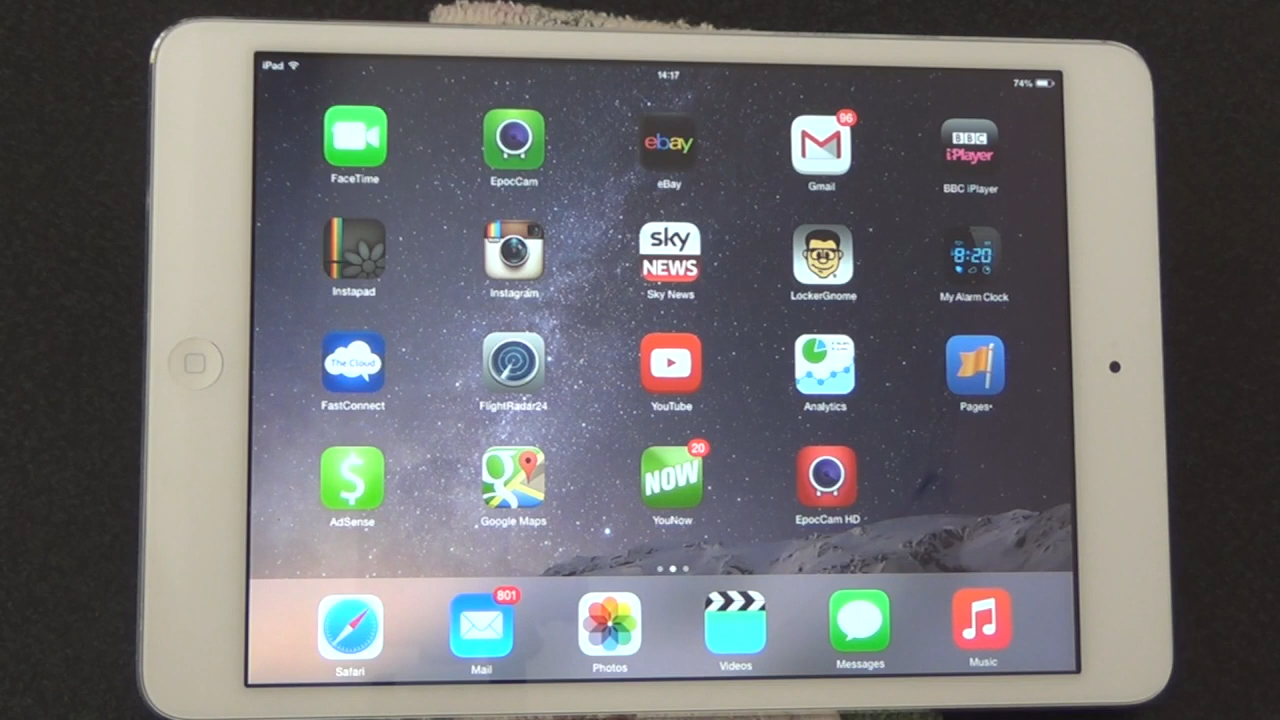 iPad 14:17 74%
96
ebay
BBC
iPlayer
FaceTime EpocCam eBay Gmail BBC iPlayer
sky
NEWS
8:20
Instapad Instagram Sky News LockerGnome My Alarm Clock
The Cloud
FastConnect FlightRadar24 YouTube Analytics Pages
$ NOW 20
AdSense Google Maps YouNow EpocCam HD
801
Safari Mail Photos Videos Messages Music